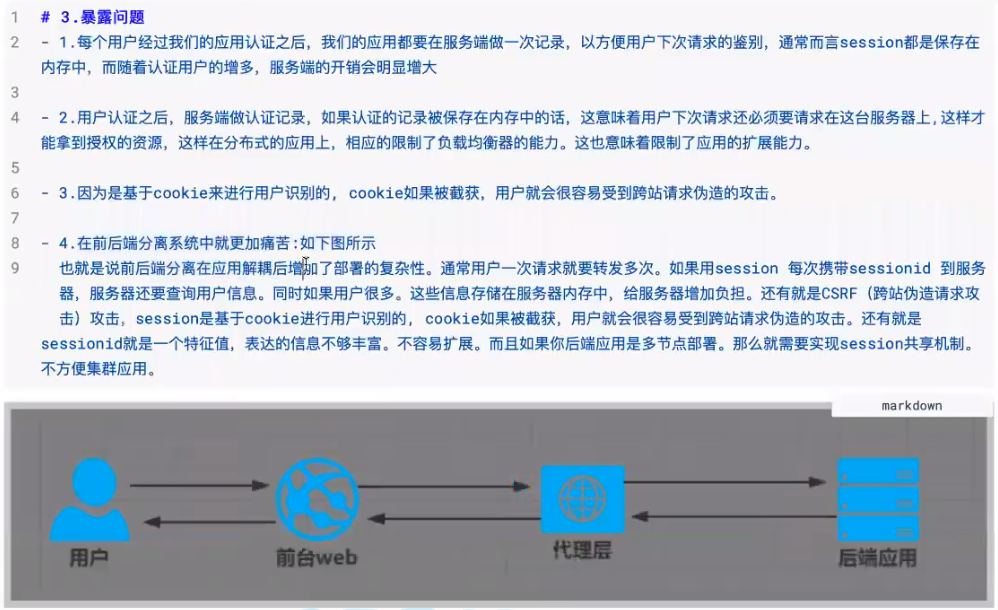 1 # 3.暴露问题
2 - 1.每个用户经过我们的应用认证之后，我们的应用都要在服务端做一次记录，以方便用户下次请求的鉴别，通常而言session都是保存在
内存中，而随着认证用户的增多，服务端的开销会明显增大
3
4 - 2.用户认证之后，服务端做认证记录，如果认证的记录被保存在内存中的话，这意味着用户下次请求还必须要请求在这台服务器上,这样才
能拿到授权的资源，这样在分布式的应用上，相应的限制了负载均衡器的能力。这也意味着限制了应用的扩展能力。
5
6 - 3.因为是基于cookie来进行用户识别的, cookie如果被截获，用户就会很容易受到跨站请求伪造的攻击。
7
8 - 4.在前后端分离系统中就更加痛苦:如下图所示
9 也就是说前后端分离在应用解耦后增加了部署的复杂性。通常用户一次请求就要转发多次。如果用session 每次携带sessionid 到服务
器，服务器还要查询用户信息。同时如果用户很多。这些信息存储在服务器内存中，给服务器增加负担。还有就是CSRF（跨站伪造请求攻
击）攻击，session是基于cookie进行用户识别的, cookie如果被截获，用户就会很容易受到跨站请求伪造的攻击。还有就是
sessionid就是一个特征值，表达的信息不够丰富。不容易扩展。而且如果你后端应用是多节点部署。那么就需要实现session共享机制。
不方便集群应用。
markdown
用户 前台web 代理层 后端应用